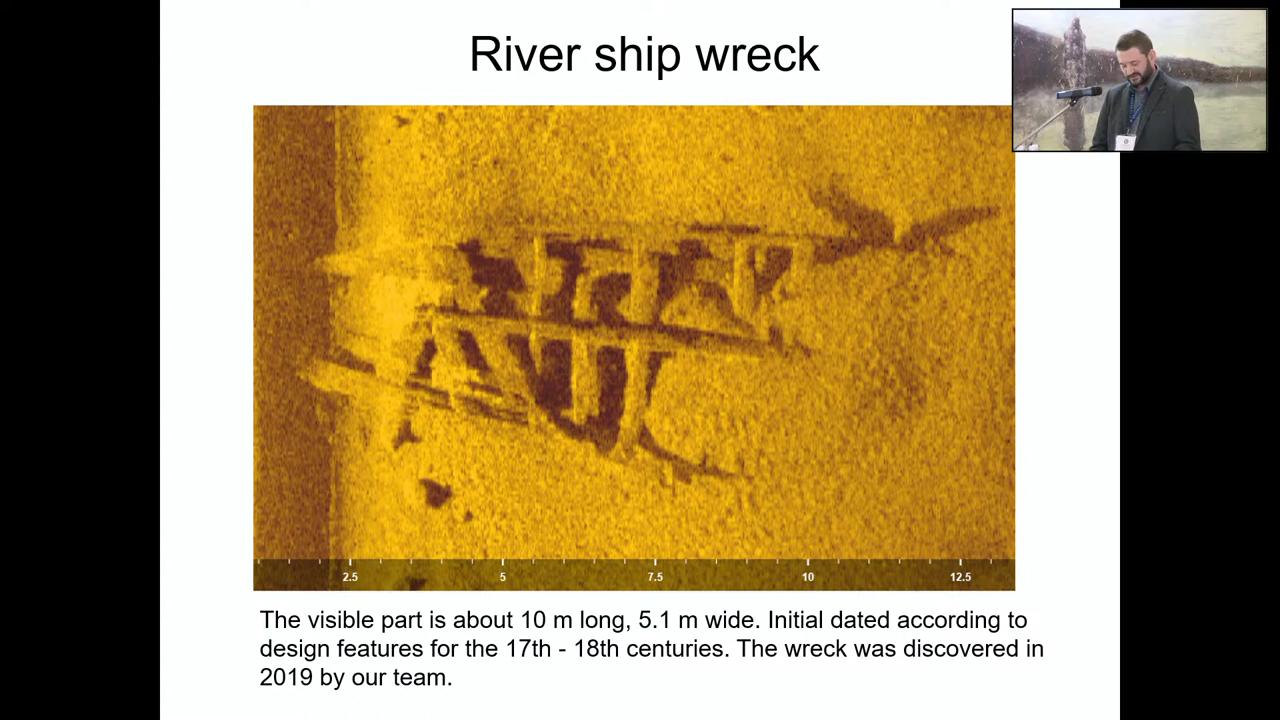 River ship wreck
2.5 5 7.5 10 12.5
The visible part is about 10 m long, 5.1 m wide. Initial dated according to
design features for the 17th - 18th centuries. The wreck was discovered in
2019 by our team.